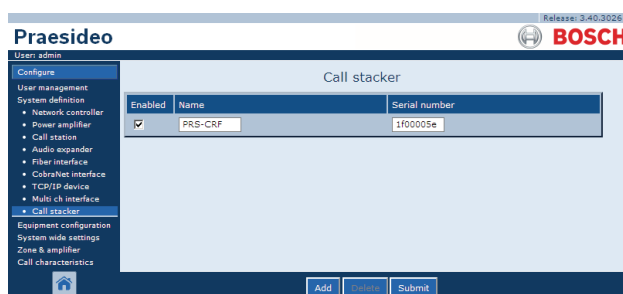 Release: 3.40.3026
Praesideo
BOSCH
User: admin
Configure
User management
System definition
• Network controller
• Power amplifier
• Call station
• Audio expander
• Fiber interface
• CobraNet interface
• TCP/IP device
• Multi ch interface
• Call stacker
Equipment configuration
System wide settings
Zone & amplifier
Call characteristics
Call stacker
Enabled Name Serial number
PRS-CRF 1f00005e
Add Delete Submit